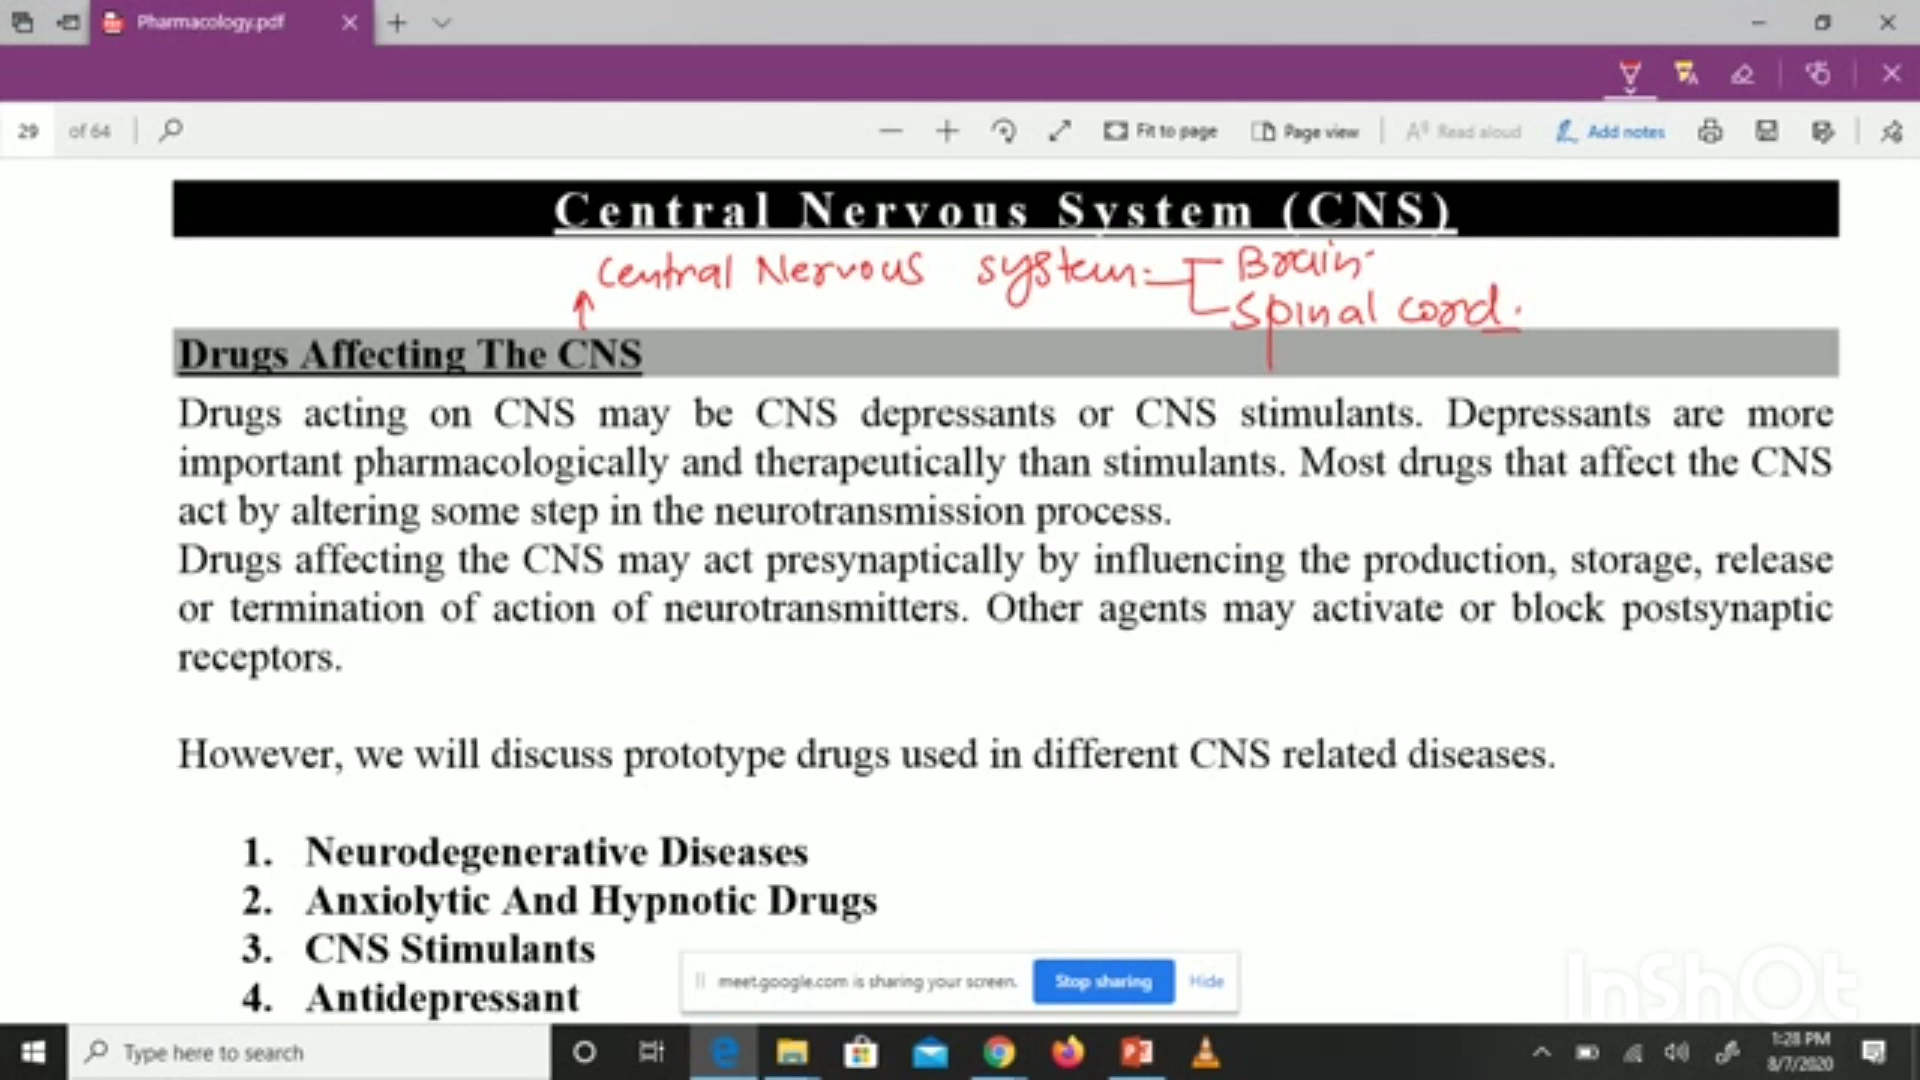 Pharmacology.pdf
29 of 64
Fit to page
Page view
Read aloud
Add notes
Central Nervous System (CNS)
Central Nervous system
Brain
Spinal cord.
Drugs Affecting The CNS
Drugs acting on CNS may be CNS depressants or CNS stimulants. Depressants are more
important pharmacologically and therapeutically than stimulants. Most drugs that affect the CNS
act by altering some step in the neurotransmission process.
Drugs affecting the CNS may act presynaptically by influencing the production, storage, release
or termination of action of neurotransmitters. Other agents may activate or block postsynaptic
receptors.
However, we will discuss prototype drugs used in different CNS related diseases.
1. Neurodegenerative Diseases
2. Anxiolytic And Hypnotic Drugs
3. CNS Stimulants
4. Antidepressant
meet.google.com is sharing your screen.
Stop sharing
Hide
InShOt
Type here to search
1:28 PM
8/7/2020